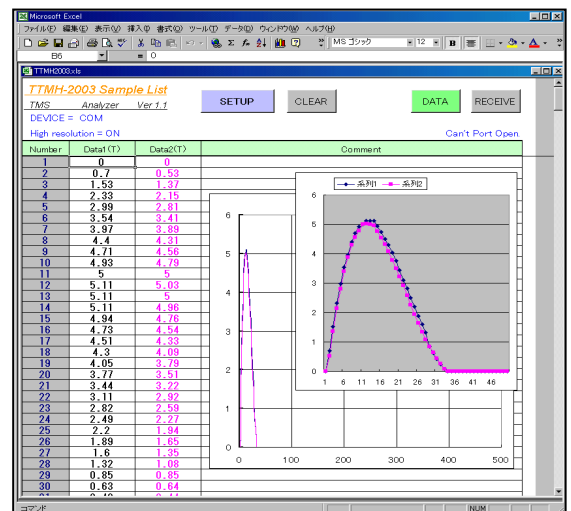 Microsoft Excel
ファイル(F) 編集(E) 表示(V) 挿入(I) 書式(O) ツール(T) データ(D) ウィンドウ(W) ヘルプ(H)
MS ゴシック 12 B
B6 = 0
TTMH2003.xls
TTMH-2003 Sample List
TMS Analyzer Ver 1.1 SETUP CLEAR DATA RECEIVE
DEVICE = COM
High resolution = ON Can't Port Open.
Number Data1(T) Data2(T) Comment
1 0 0
2 0.7 0.53
3 1.53 1.37
4 2.33 2.15
5 2.99 2.81
6 3.54 3.41
7 3.97 3.89
8 4.4 4.31
9 4.71 4.56
10 4.93 4.79
11 5 5
12 5.11 5.03
13 5.11 5
14 5.11 4.96
15 4.94 4.76
16 4.73 4.54
17 4.51 4.33
18 4.3 4.09
19 4.05 3.79
20 3.77 3.51
21 3.44 3.22
22 3.11 2.92
23 2.82 2.59
24 2.49 2.27
25 2.2 1.94
26 1.89 1.65
27 1.6 1.35
28 1.32 1.08
29 0.85 0.85
30 0.63 0.64
6
5
4
3
2
1
0
0 100 200 300 400 500
系列1 系列2
6
5
4
3
2
1
0
1 6 11 16 21 26 31 36 41 46
コマンド NUM